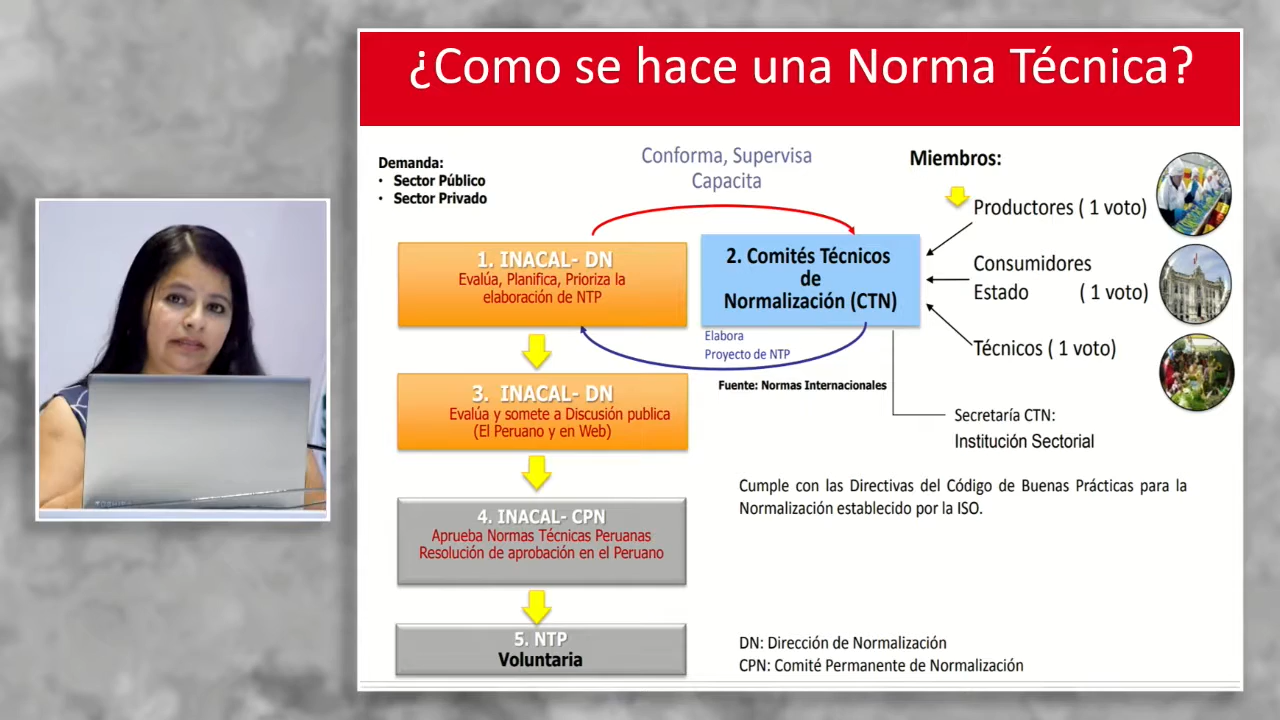 ¿Como se hace una Norma Técnica?
Demanda:
• Sector Público
• Sector Privado
Conforma, Supervisa
Capacita
Miembros:
Productores ( 1 voto)
Consumidores
Estado ( 1 voto)
Técnicos ( 1 voto)
1. INACAL- DN
Evalúa, Planifica, Prioriza la
elaboración de NTP
2. Comités Técnicos
de
Normalización (CTN)
Elabora
Proyecto de NTP
Fuente: Normas Internacionales
3. INACAL- DN
Evalúa y somete a Discusión publica
(El Peruano y en Web)
Secretaría CTN:
Institución Sectorial
Cumple con las Directivas del Código de Buenas Prácticas para la
Normalización establecido por la ISO.
4. INACAL- CPN
Aprueba Normas Técnicas Peruanas
Resolución de aprobación en el Peruano
5. NTP
Voluntaria
DN: Dirección de Normalización
CPN: Comité Permanente de Normalización